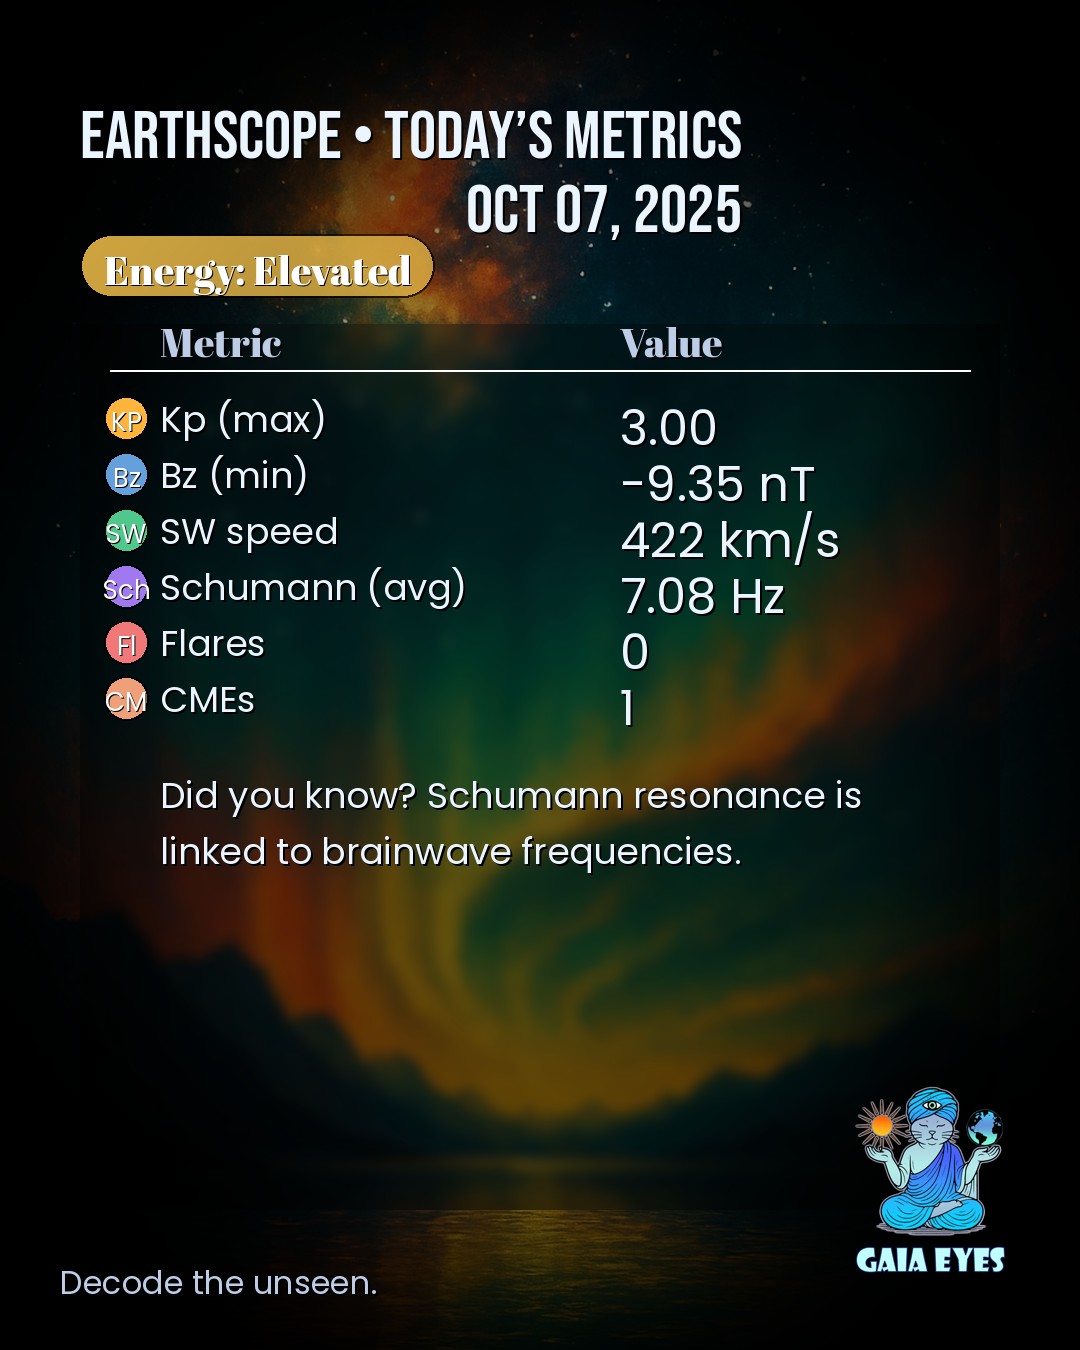 EARTHSCOPE • TODAY’S METRICS
OCT 07, 2025
Energy: Elevated
Metric Value
KP Kp (max) 3.00
Bz Bz (min) -9.35 nT
SW SW speed 422 km/s
Sch Schumann (avg) 7.08 Hz
Fl Flares 0
CM CMEs 1
Did you know? Schumann resonance is
linked to brainwave frequencies.
GAIA EYES
Decode the unseen.